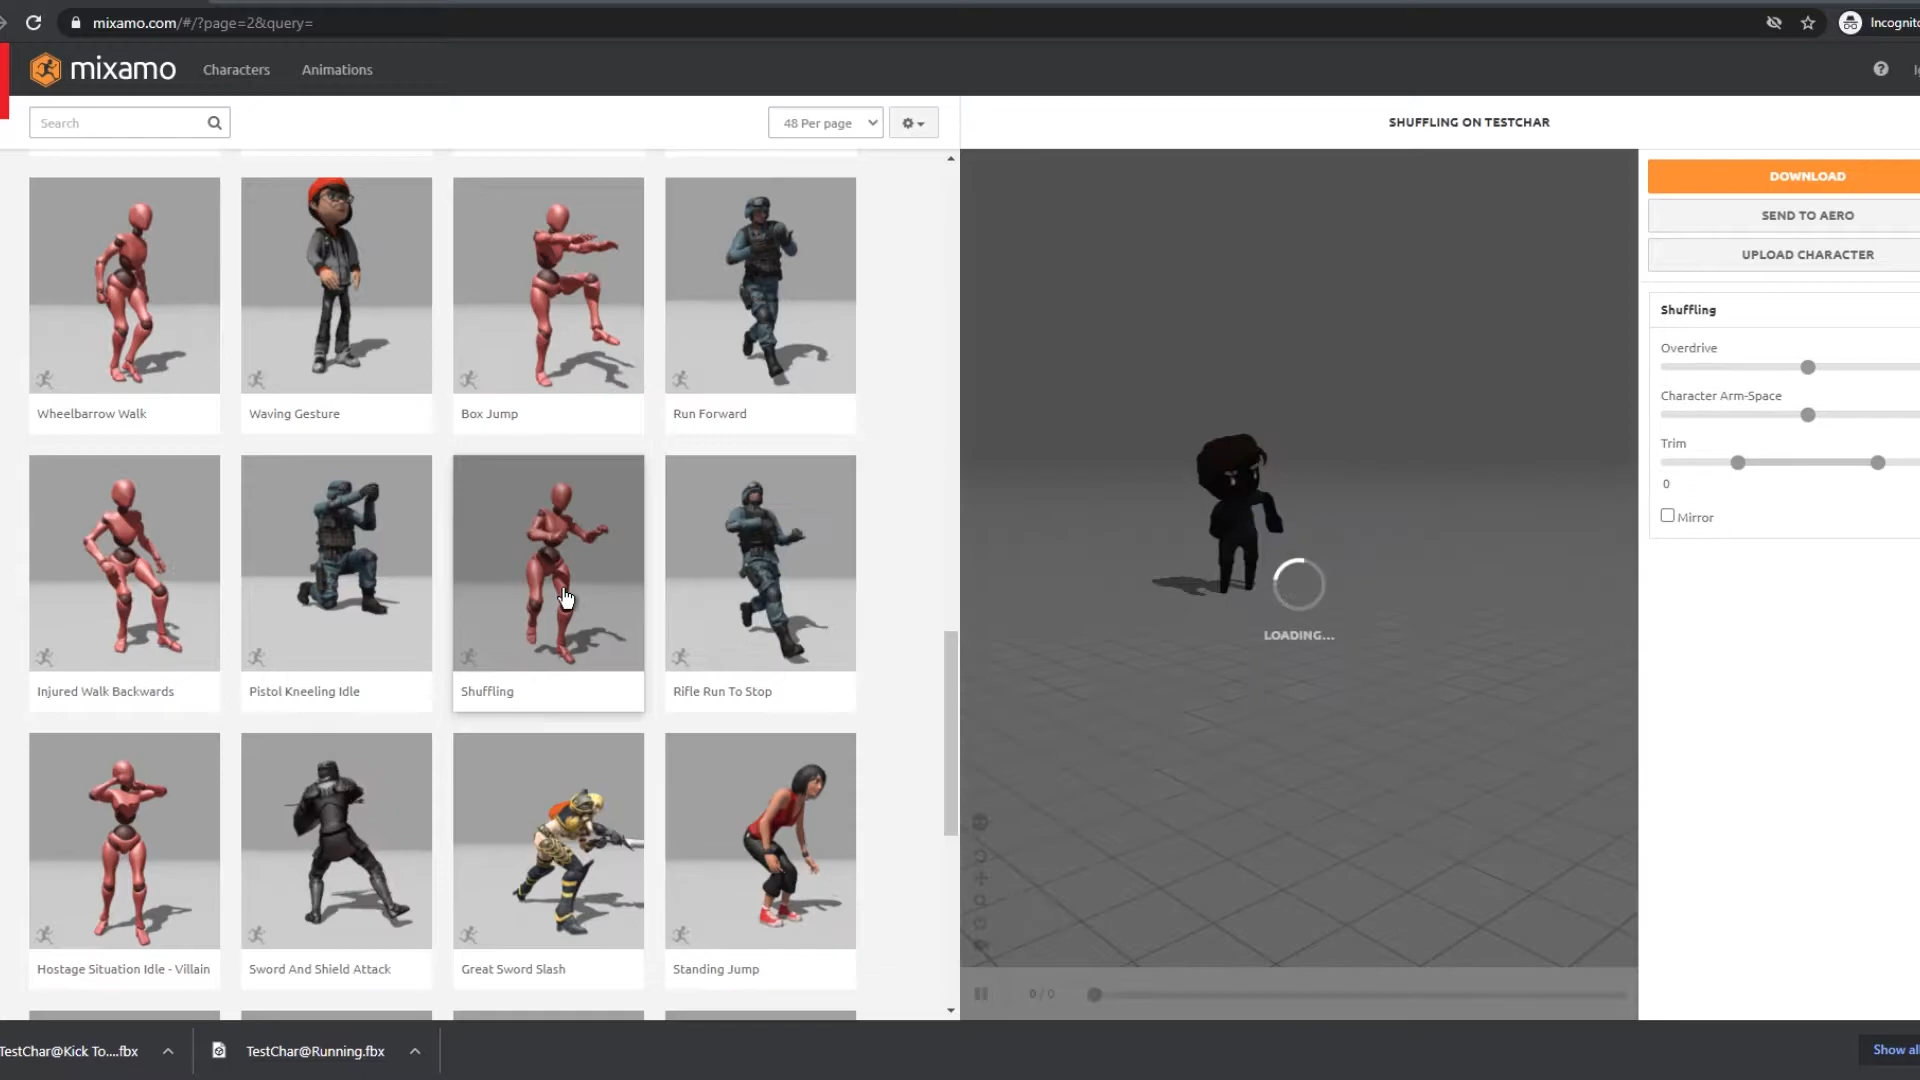 mixamo.com/#/?page=2&query=
Incognito
mixamo
Characters
Animations
Search
48 Per page
SHUFFLING ON TESTCHAR
DOWNLOAD
SEND TO AERO
UPLOAD CHARACTER
Shuffling
Overdrive
Character Arm-Space
Trim
0
Mirror
Wheelbarrow Walk
Waving Gesture
Box Jump
Run Forward
Injured Walk Backwards
Pistol Kneeling Idle
Shuffling
Rifle Run To Stop
Hostage Situation Idle - Villain
Sword And Shield Attack
Great Sword Slash
Standing Jump
LOADING...
0 / 0
TestChar@Kick To....fbx
TestChar@Running.fbx
Show all